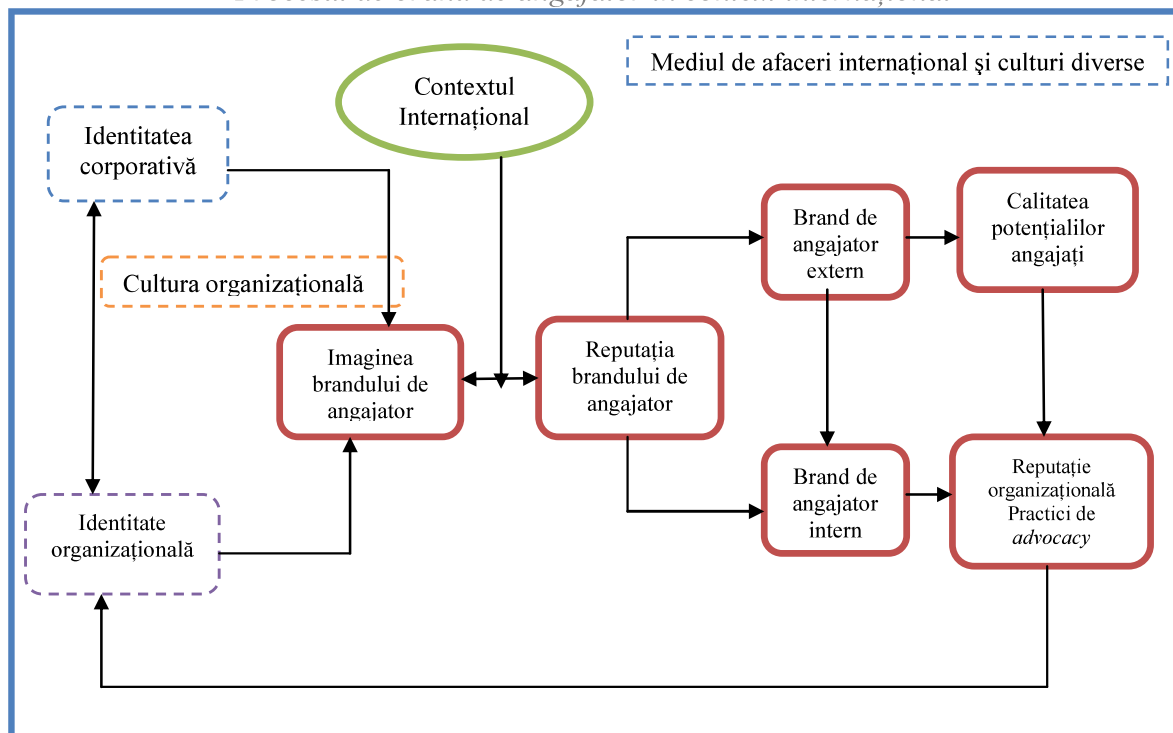 Mediul de afaceri internațional şi culturi diverse
Contextul
Internațional
Identitatea
corporativă
Cultura organizațională
Imaginea
brandului de
angajator
Reputația
brandului de
angajator
Brand de
angajator
extern
Calitatea
potențialilor
angajați
Identitate
organizațională
Brand de
angajator
intern
Reputație
organizațională
Practici de
advocacy